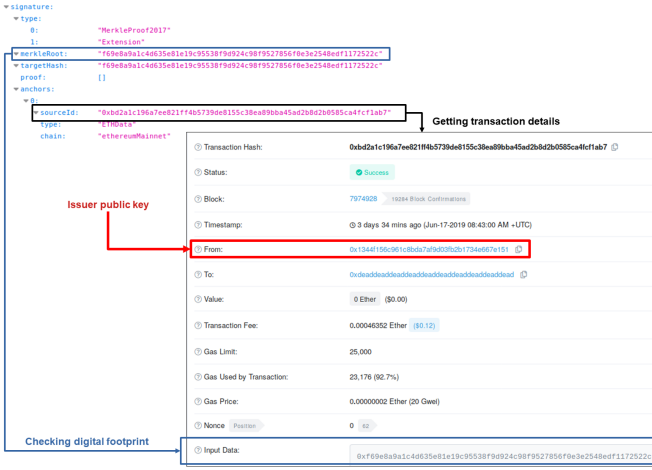 signature:
type:
0: "MerkleProof2017"
1: "Extension"
merkleRoot: "f69e8a9a1c4d635e81e19c95538f9d924c98f9527856f0e3e2548edf1172522c"
targetHash: "f69e8a9a1c4d635e81e19c95538f9d924c98f9527856f0e3e2548edf1172522c"
proof: []
anchors:
0:
sourceId: "0xbd2a1c196a7ee821ff4b5739de8155c38ea89bba45ad2b8d2b0585ca4fcf1ab7"
type: "ETHData"
chain: "ethereumMainnet"
Getting transaction details
Transaction Hash: 0xbd2a1c196a7ee821ff4b5739de8155c38ea89bba45ad2b8d2b0585ca4fcf1ab7
Status: Success
Block: 7974928 19284 Block Confirmations
Timestamp: 3 days 34 mins ago (Jun-17-2019 08:43:00 AM +UTC)
Issuer public key
From: 0x1344f156c961c8bda7af9d03fb2b1734e667e151
To: 0xdeaddeaddeaddeaddeaddeaddeaddeaddeaddead
Value: 0 Ether ($0.00)
Transaction Fee: 0.00046352 Ether ($0.12)
Gas Limit: 25,000
Gas Used by Transaction: 23,176 (92.7%)
Gas Price: 0.00000002 Ether (20 Gwei)
Nonce Position 0 62
Checking digital footprint
Input Data: 0xf69e8a9a1c4d635e81e19c95538f9d924c98f9527856f0e3e2548edf1172522c